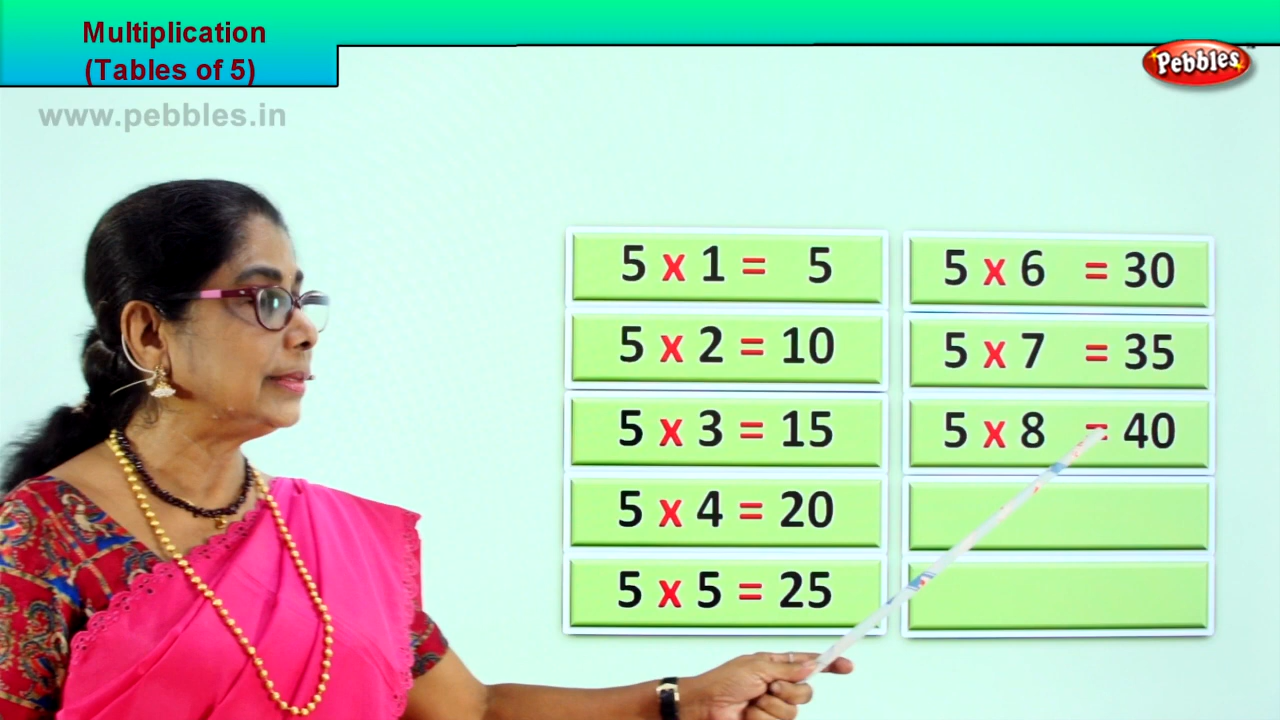 Multiplication
(Tables of 5)
Pebbles
www.pebbles.in
5 x 1 = 5
5 x 2 = 10
5 x 3 = 15
5 x 4 = 20
5 x 5 = 25
5 x 6 = 30
5 x 7 = 35
5 x 8 = 40